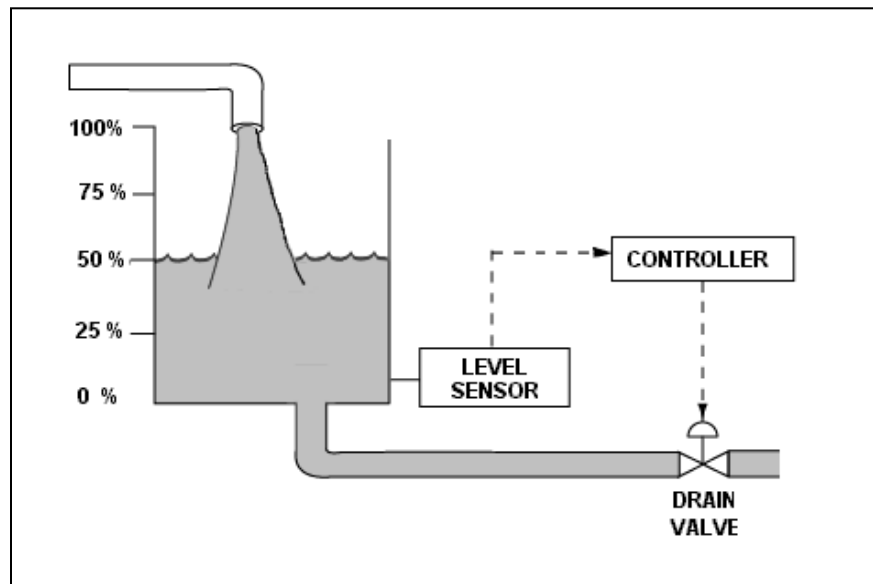 100%
75 %
50 %
25 %
0 %
LEVEL
SENSOR
CONTROLLER
DRAIN
VALVE